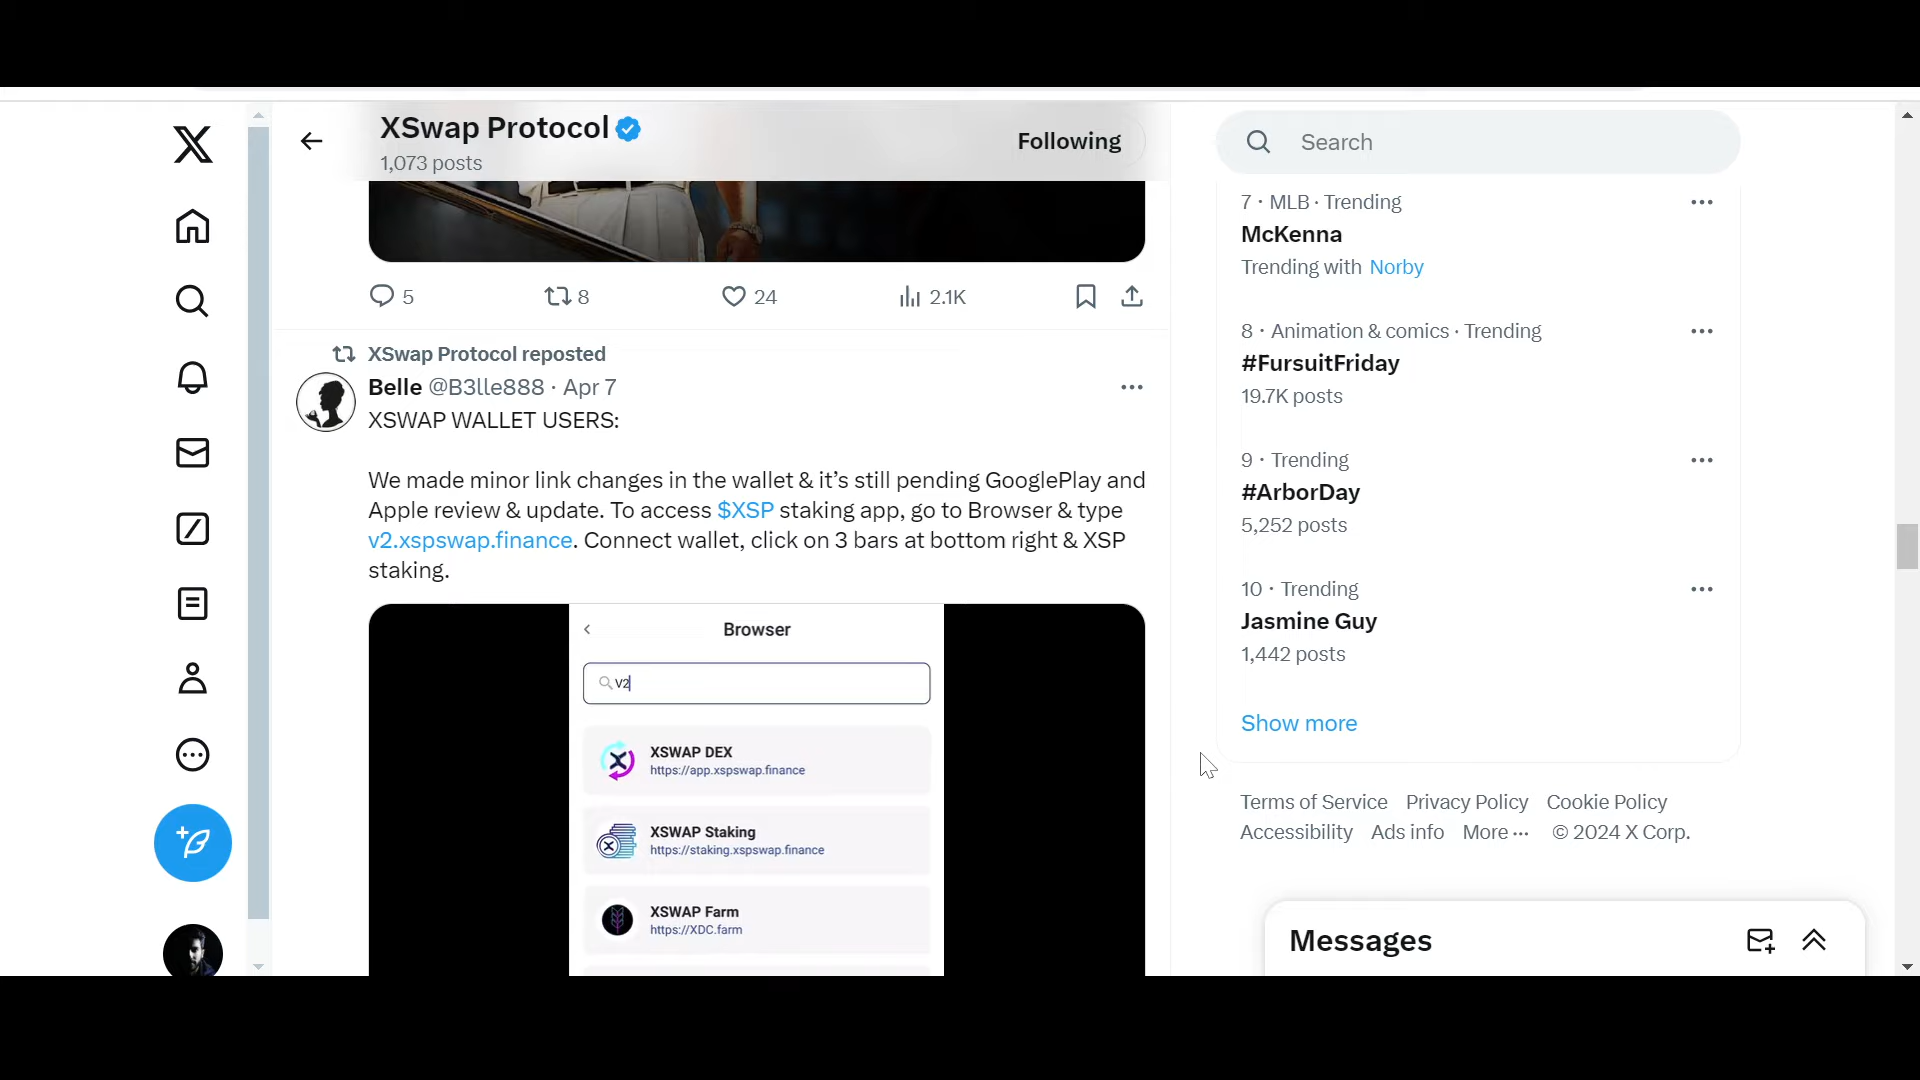 XSwap Protocol
1,073 posts
Following
5
8
24
2.1K
XSwap Protocol reposted
Belle @B3lle888 · Apr 7
XSWAP WALLET USERS:
We made minor link changes in the wallet & it’s still pending GooglePlay and
Apple review & update. To access $XSP staking app, go to Browser & type
v2.xspswap.finance. Connect wallet, click on 3 bars at bottom right & XSP
staking.
Browser
V2
XSWAP DEX
https://app.xspswap.finance
XSWAP Staking
https://staking.xspswap.finance
XSWAP Farm
https://XDC.farm
Search
7 · MLB · Trending
McKenna
Trending with Norby
8 · Animation & comics · Trending
#FursuitFriday
19.7K posts
9 · Trending
#ArborDay
5,252 posts
10 · Trending
Jasmine Guy
1,442 posts
Show more
Terms of Service Privacy Policy Cookie Policy
Accessibility Ads info More ··· © 2024 X Corp.
Messages